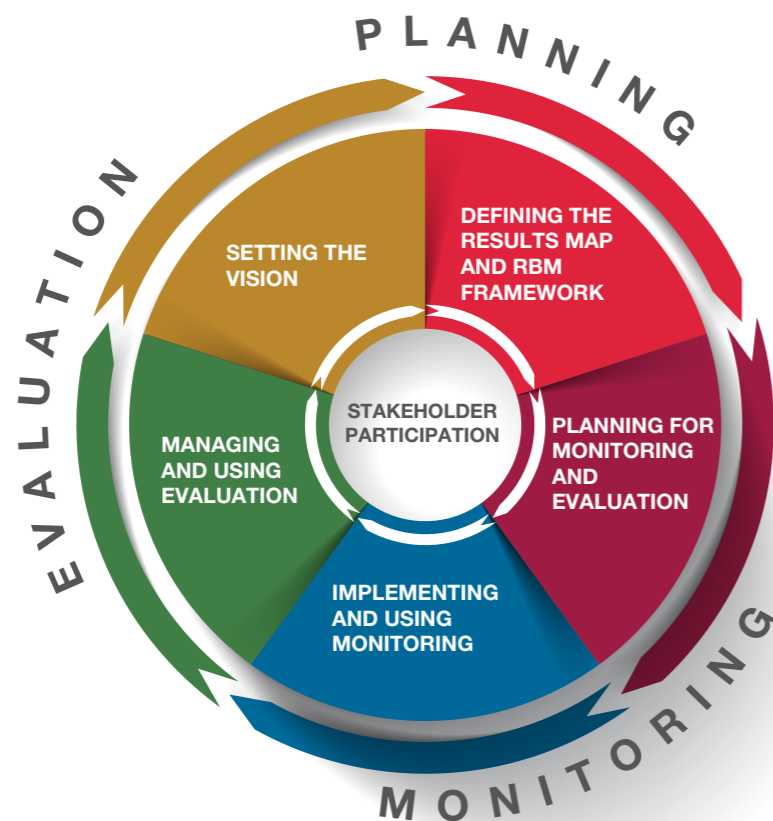 PLANNING
DEFINING THE
RESULTS MAP
AND RBM
FRAMEWORK
SETTING THE
VISION
EVALUATION
STAKEHOLDER
PARTICIPATION
PLANNING FOR
MONITORING
AND
EVALUATION
MANAGING
AND USING
EVALUATION
IMPLEMENTING
AND USING
MONITORING
MONITORING